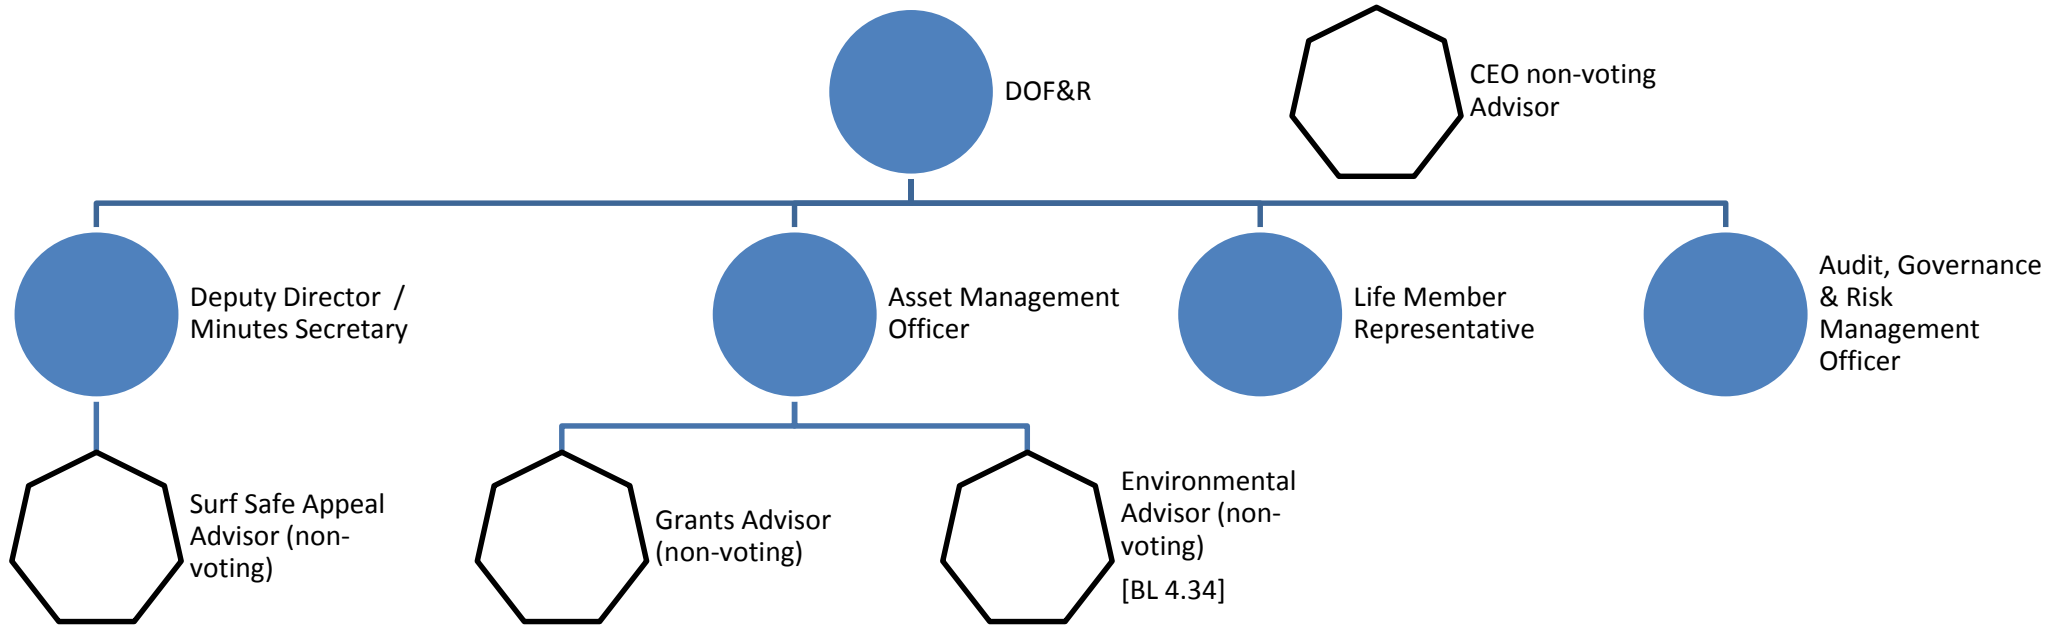 DOF&R
CEO non-voting
Advisor
Deputy Director  /
Minutes Secretary
Asset Management
Officer
Life Member
Representative
Audit, Governance
& Risk
Management
Officer
Surf Safe Appeal
Advisor (non-
voting)
Grants Advisor
(non-voting)
Environmental
Advisor (non-
voting)
[BL 4.34]